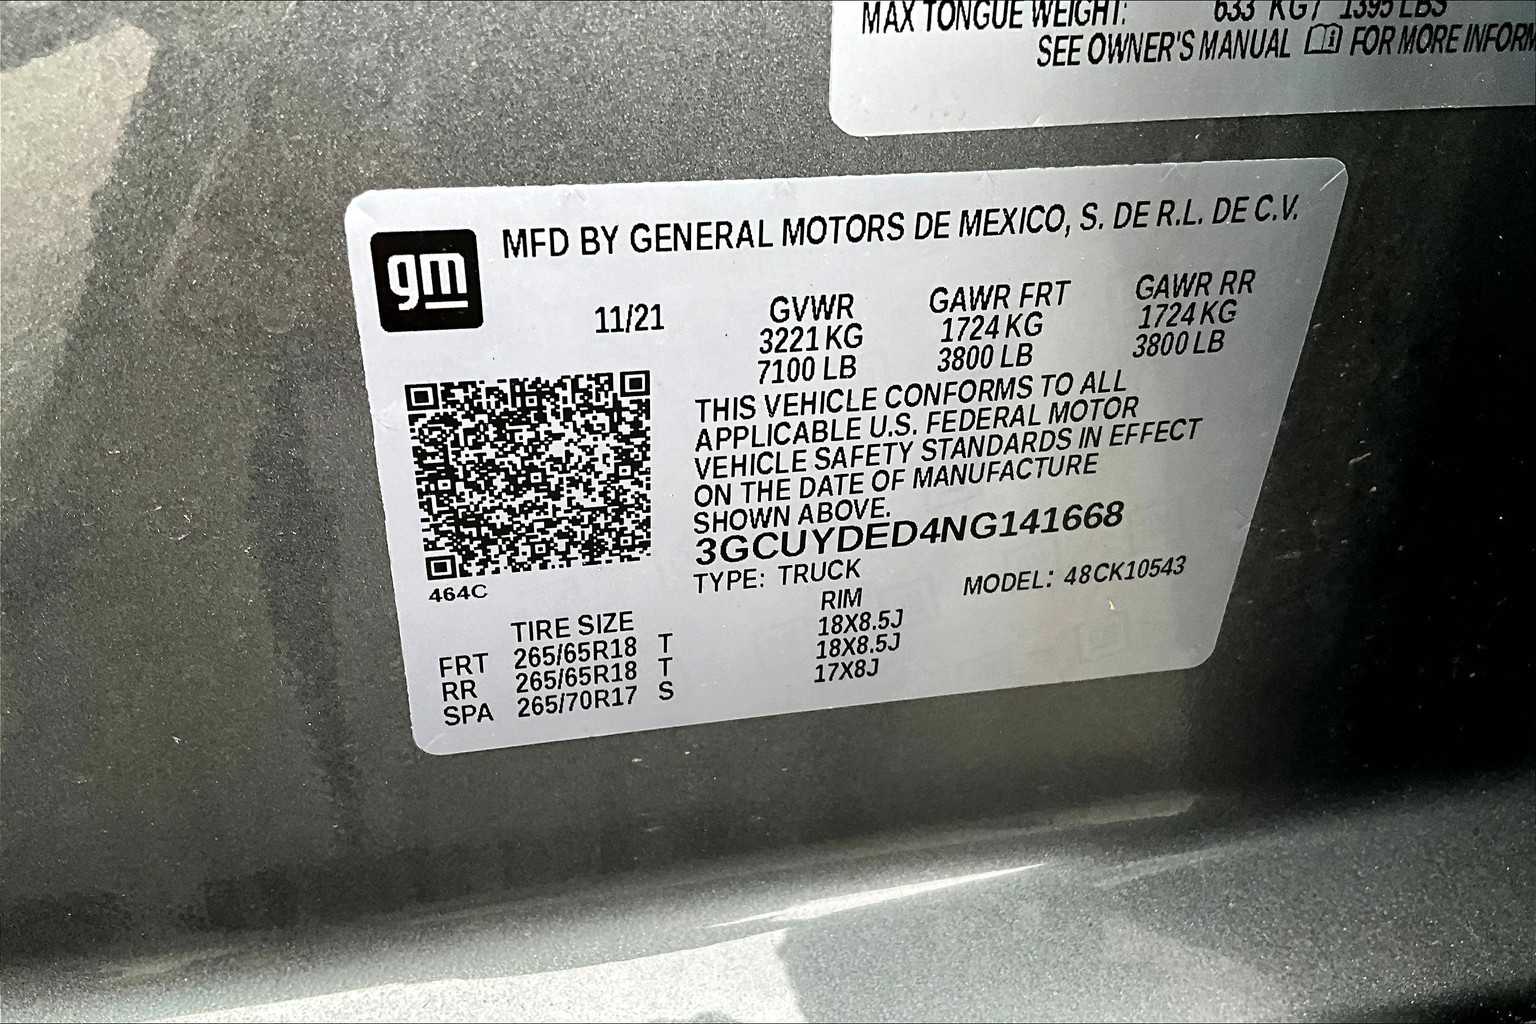 MAX TONGUE WEIGHT: 633 KG / 1395 LBS
SEE OWNER'S MANUAL FOR MORE
gm
MFD BY GENERAL MOTORS DE MEXICO, S. DE R.L. DE C.V.
11/21 GVWR GAWR FRT GAWR RR
3221 KG 1724 KG 1724 KG
7100 LB 3800 LB 3800 LB
THIS VEHICLE CONFORMS TO ALL
APPLICABLE U.S. FEDERAL MOTOR
VEHICLE SAFETY STANDARDS IN EFFECT
ON THE DATE OF MANUFACTURE
SHOWN ABOVE.
3GCUYDED4NG141668
464C
TYPE: TRUCK MODEL: 48CK10543
TIRE SIZE RIM
FRT 265/65R18 T 18X8.5J
RR 265/65R18 T 18X8.5J
SPA 265/70R17 S 17X8J